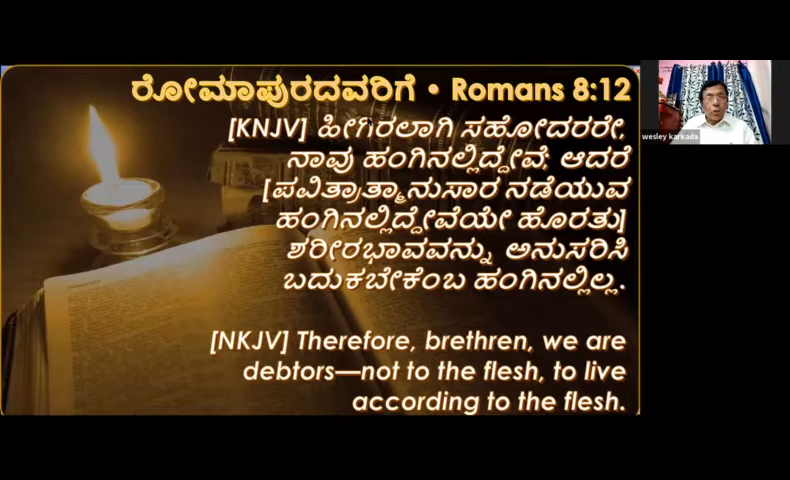 ರೋಮಾಪುರದವರಿಗೆ • Romans 8:12
[KNJV] ಹೀಗಿರಲಾಗಿ ಸಹೋದರರೇ,
ನಾವು ಹಂಗಿನಲ್ಲಿದ್ದೇವೆ; ಆದರೆ
[ಪವಿತ್ರಾತ್ಮಾನುಸಾರ ನಡೆಯುವ
ಹಂಗಿನಲ್ಲಿದ್ದೇವೆಯೇ ಹೊರತು]
ಶರೀರಭಾವವನ್ನು ಅನುಸರಿಸಿ
ಬದುಕಬೇಕೆಂಬ ಹಂಗಿನಲ್ಲಿಲ್ಲ.
[NKJV] Therefore, brethren, we are
debtors—not to the flesh, to live
according to the flesh.
wesley karkada